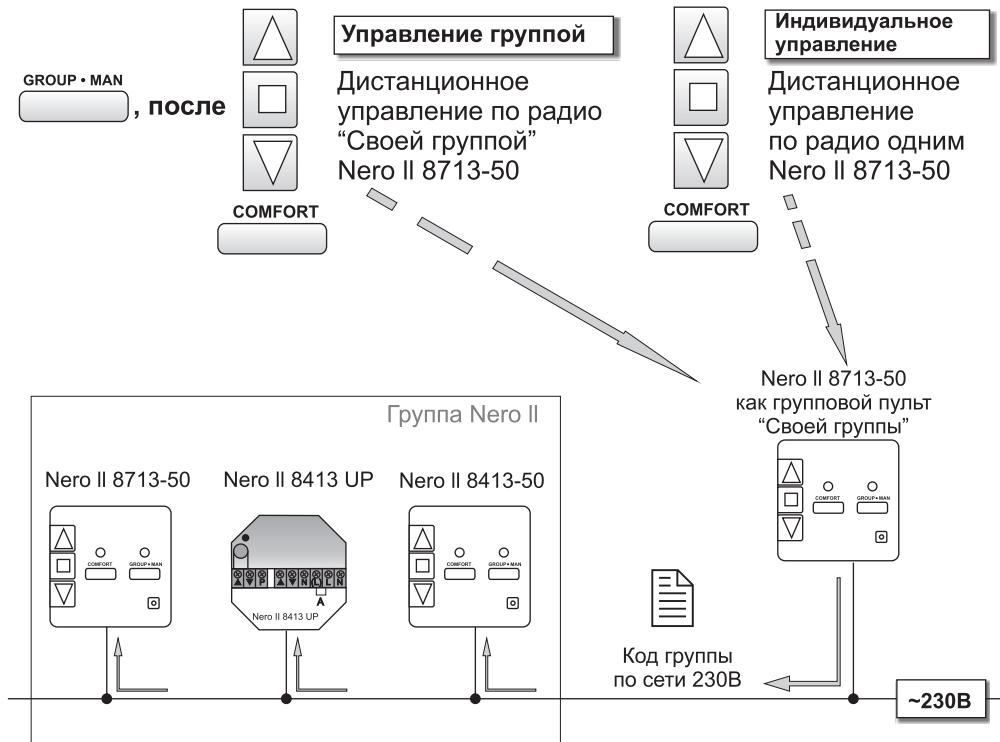 GROUP • MAN
, после
Управление группой
Дистанционное
управление по радио
“Своей группой”
Nero II 8713-50
COMFORT
Индивидуальное
управление
Дистанционное
управление
по радио одним
Nero II 8713-50
COMFORT
Nero II 8713-50
как групповой пульт
“Своей группы”
COMFORT
GROUP • MAN
Группа Nero II
Nero II 8713-50
COMFORT
GROUP • MAN
Nero II 8413 UP
P
N
L
L
N
A
Nero II 8413 UP
Nero II 8413-50
COMFORT
GROUP • MAN
Код группы
по сети 230В
~230В